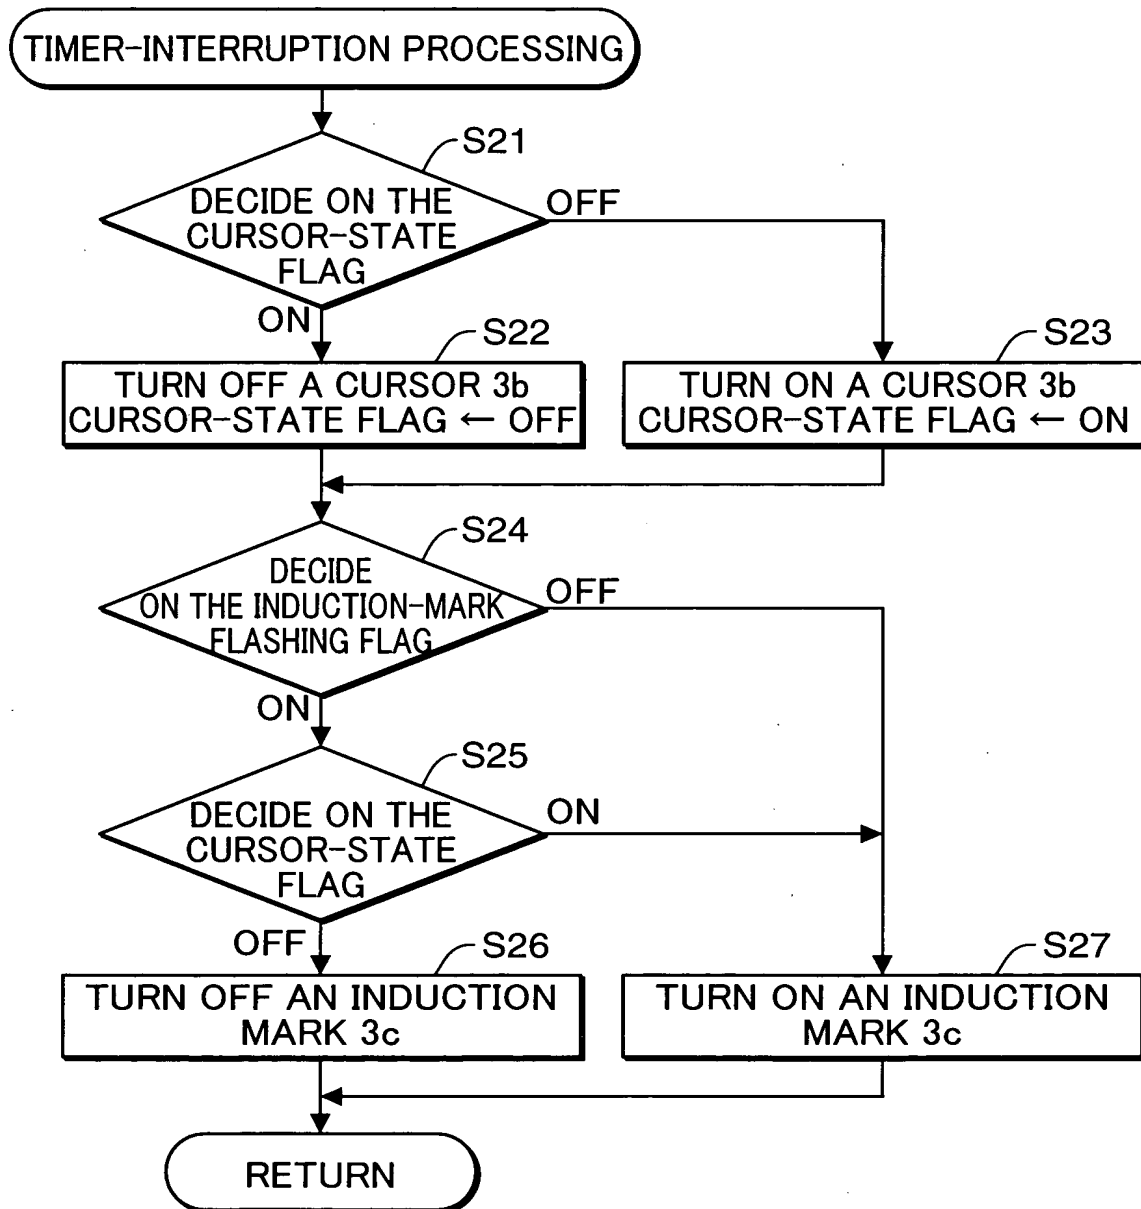 TIMER-INTERRUPTION PROCESSING
S21
DECIDE ON THE
CURSOR-STATE
FLAG
OFF
ON
S22
TURN OFF A CURSOR 3b
CURSOR-STATE FLAG ← OFF
S23
TURN ON A CURSOR 3b
CURSOR-STATE FLAG ← ON
S24
DECIDE
ON THE INDUCTION-MARK
FLASHING FLAG
OFF
ON
S25
DECIDE ON THE
CURSOR-STATE
FLAG
ON
OFF
S26
TURN OFF AN INDUCTION
MARK 3c
S27
TURN ON AN INDUCTION
MARK 3c
RETURN